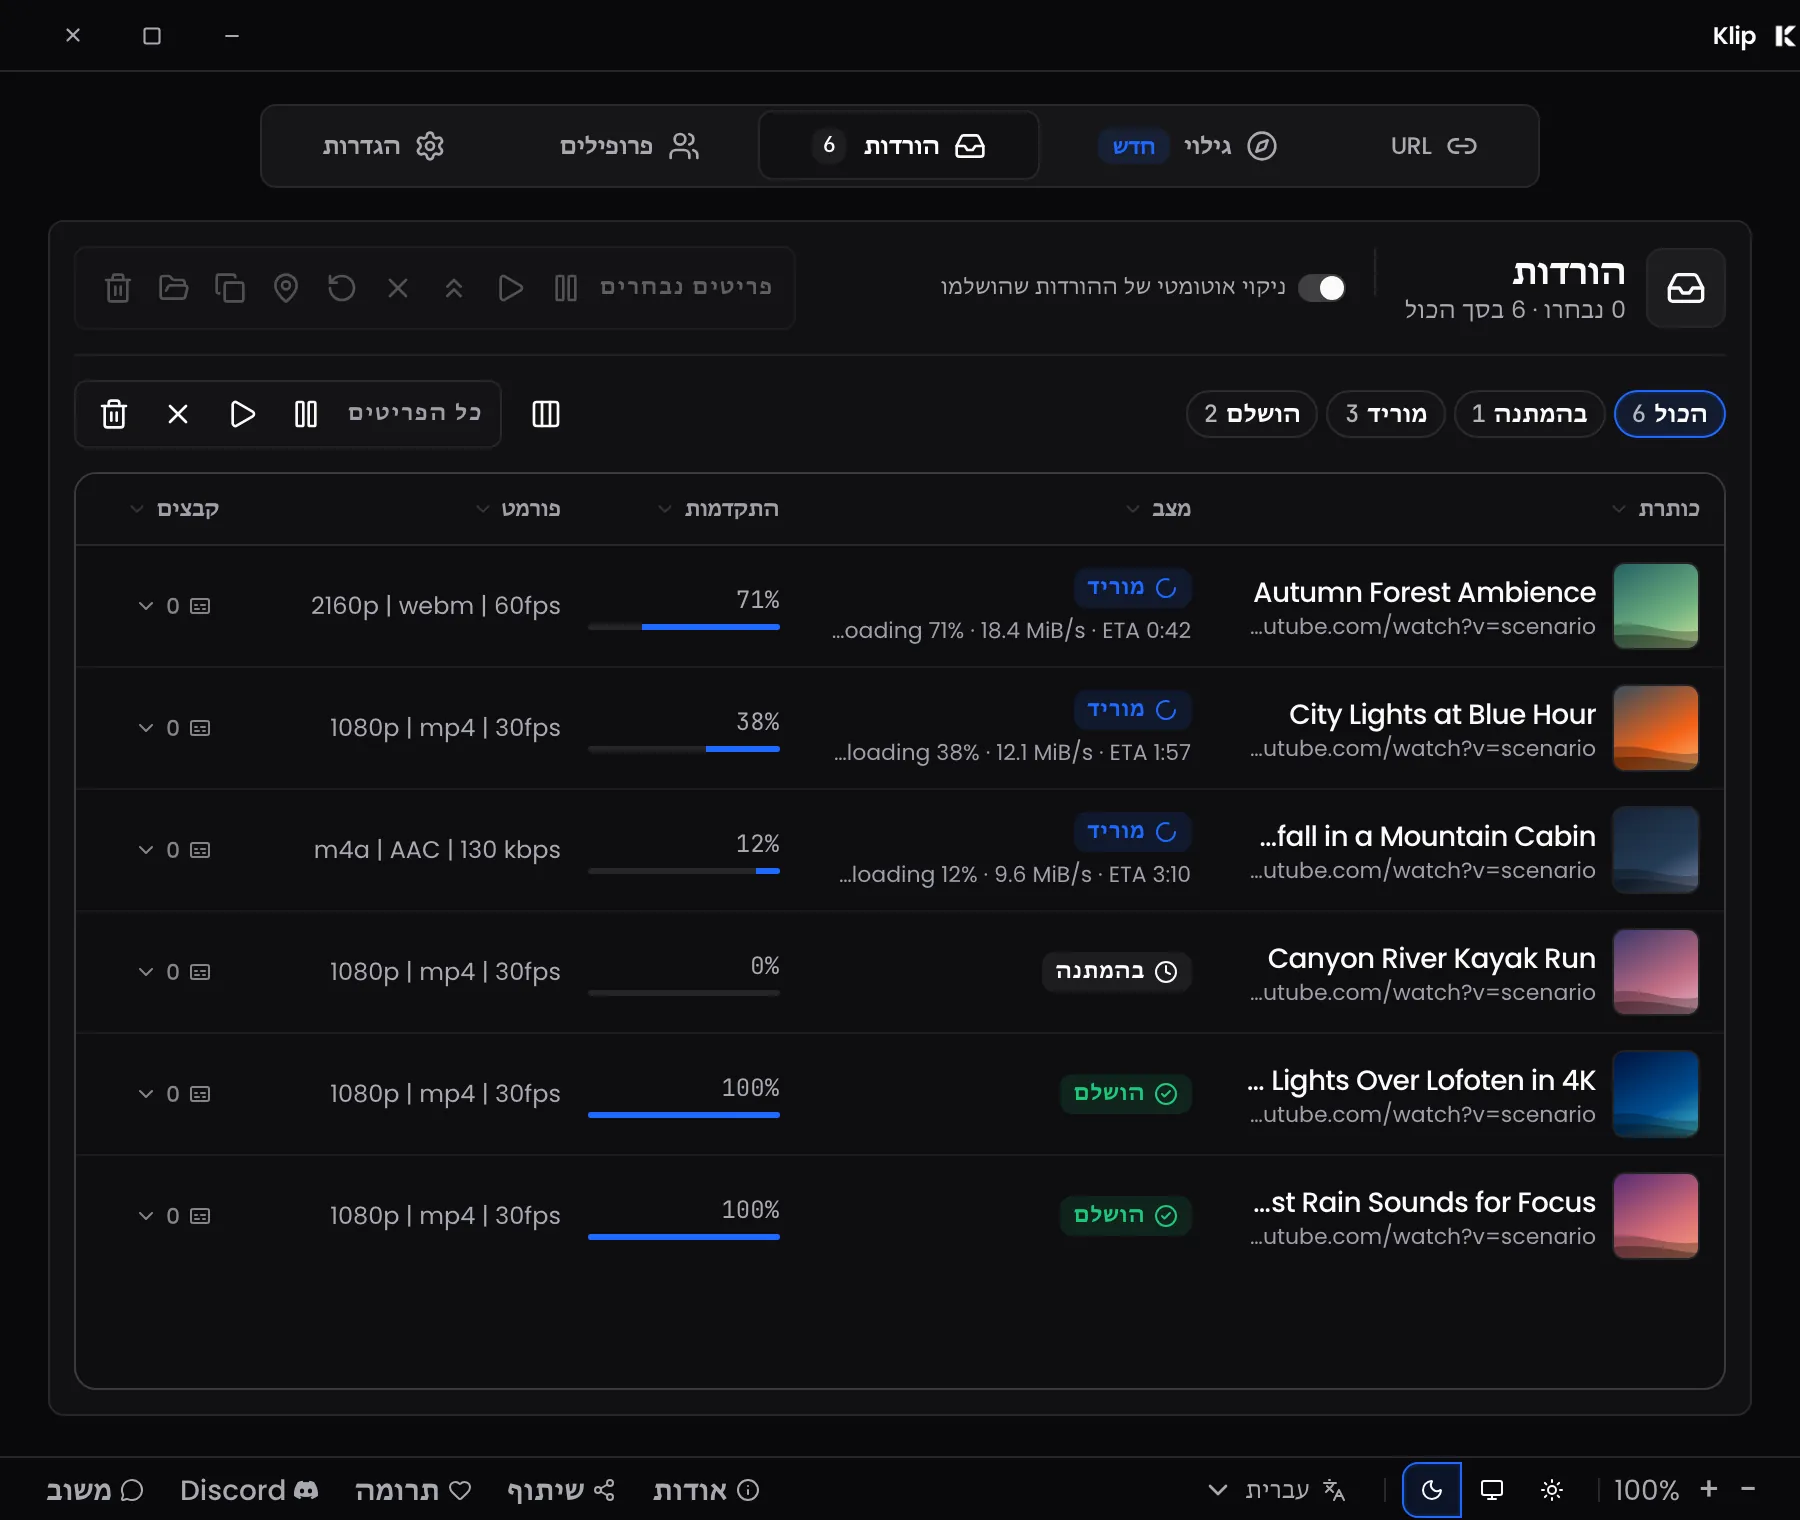 Klip
URL
גילוי חדש
הורדות 6
פרופילים
הגדרות
הורדות
0 נבחרו · 6 בסך הכול
ניקוי אוטומטי של ההורדות שהושלמו
פריטים נבחרים
הכול 6
בהמתנה 1
מוריד 3
הושלם 2
כל הפריטים
כותרת
מצב
התקדמות
פורמט
קבצים
Autumn Forest Ambience
...utube.com/watch?v=scenario
מוריד
...oading 71% · 18.4 MiB/s · ETA 0:42
71%
2160p | webm | 60fps
0
City Lights at Blue Hour
...utube.com/watch?v=scenario
מוריד
...loading 38% · 12.1 MiB/s · ETA 1:57
38%
1080p | mp4 | 30fps
0
...fall in a Mountain Cabin
...utube.com/watch?v=scenario
מוריד
...loading 12% · 9.6 MiB/s · ETA 3:10
12%
m4a | AAC | 130 kbps
0
Canyon River Kayak Run
...utube.com/watch?v=scenario
בהמתנה
0%
1080p | mp4 | 30fps
0
... Lights Over Lofoten in 4K
...utube.com/watch?v=scenario
הושלם
100%
1080p | mp4 | 30fps
0
...st Rain Sounds for Focus
...utube.com/watch?v=scenario
הושלם
100%
1080p | mp4 | 30fps
0
100%
עברית
אודות
שיתוף
תרומה
Discord
משוב